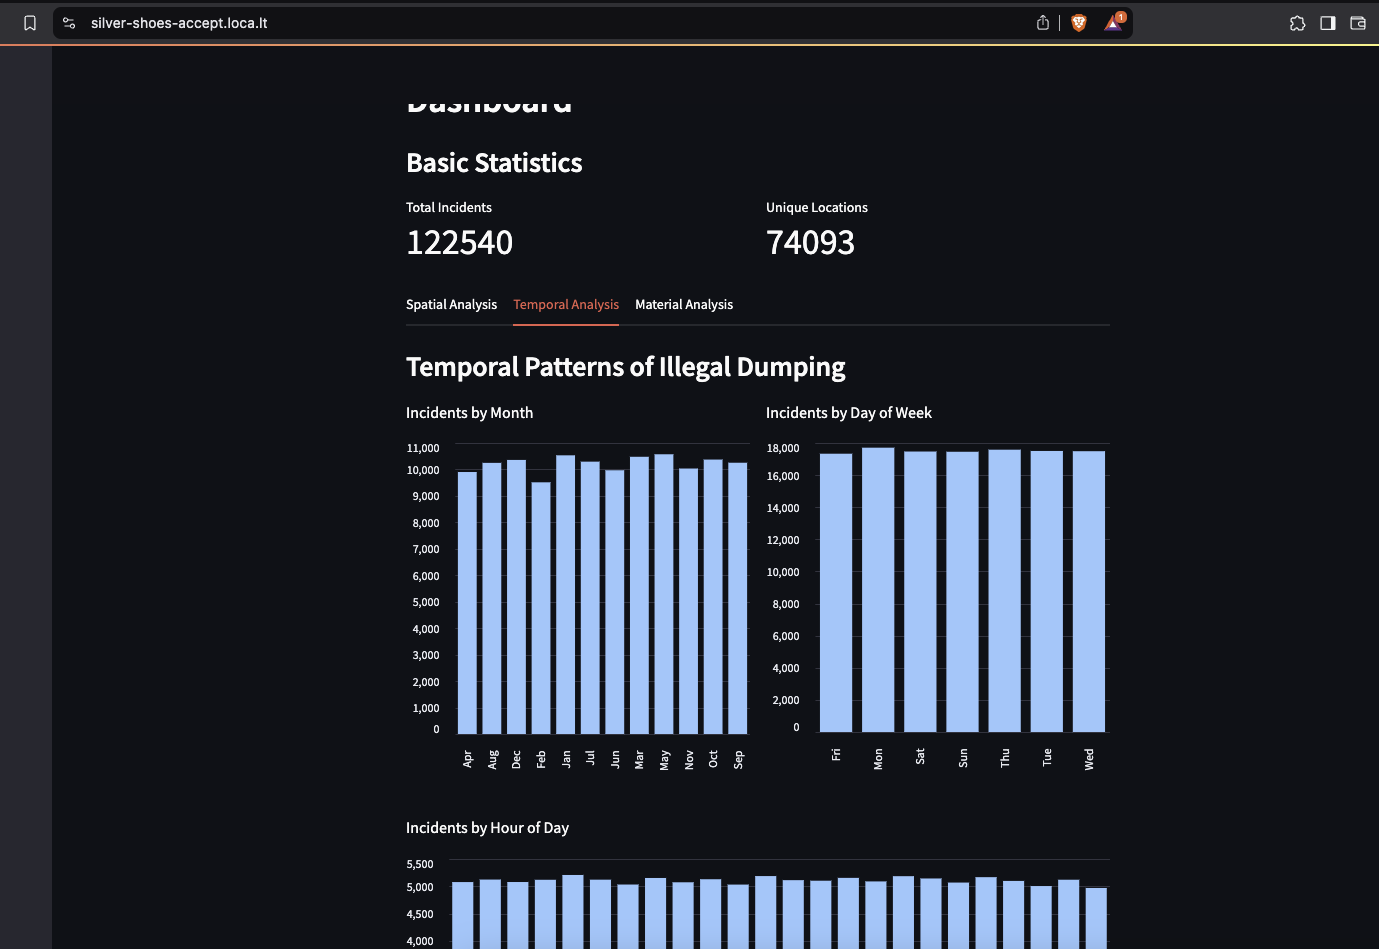 silver-shoes-accept.loca.lt
1
Dashboard
Basic Statistics
Total Incidents
Unique Locations
122540
74093
Spatial Analysis
Temporal Analysis
Material Analysis
Temporal Patterns of Illegal Dumping
Incidents by Month
11,000
10,000
9,000
8,000
7,000
6,000
5,000
4,000
3,000
2,000
1,000
0
Apr
Aug
Dec
Feb
Jan
Jul
Jun
Mar
May
Nov
Oct
Sep
Incidents by Day of Week
18,000
16,000
14,000
12,000
10,000
8,000
6,000
4,000
2,000
0
Fri
Mon
Sat
Sun
Thu
Tue
Wed
Incidents by Hour of Day
5,500
5,000
4,500
4,000